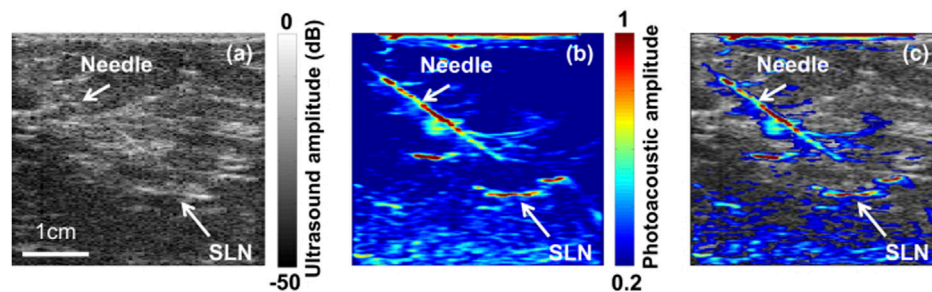 (a)
Needle
SLN
1cm
0
Ultrasound amplitude (dB)
-50
(b)
Needle
SLN
1
Photoacoustic amplitude
0.2
(c)
Needle
SLN